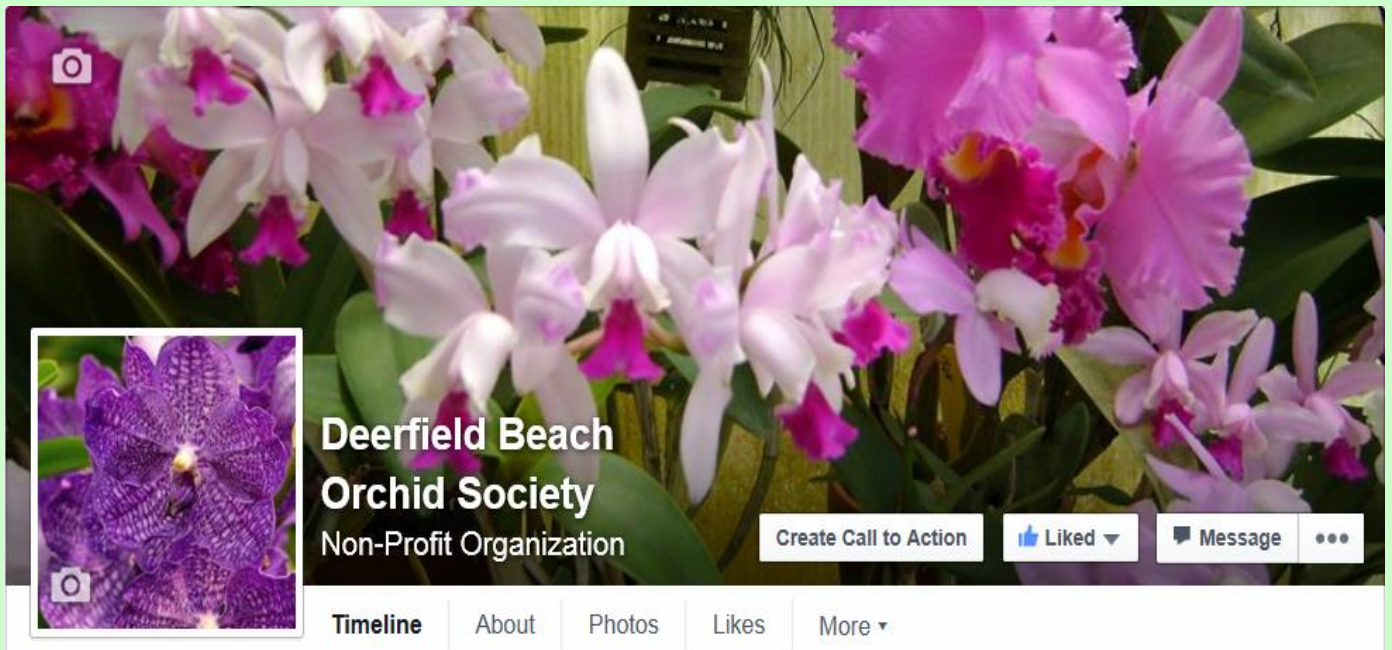 Deerfield Beach
Orchid Society
Non-Profit Organization
Create Call to Action
Liked
Message
Timeline
About
Photos
Likes
More